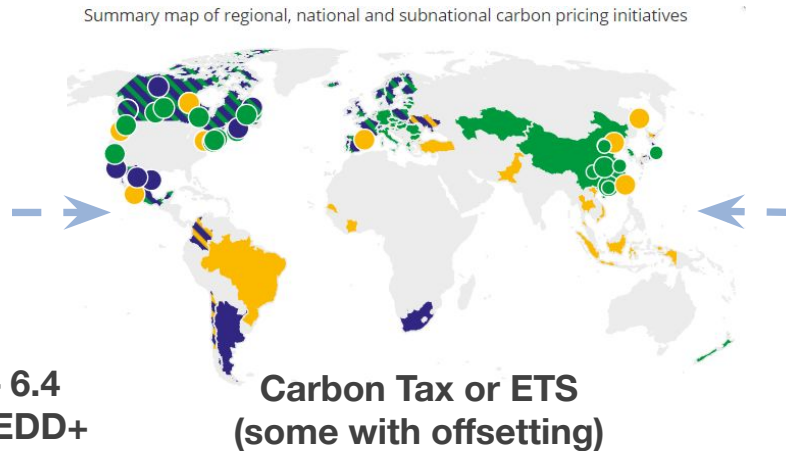 Summary map of regional, national and subnational carbon pricing initiatives
6.4
EDD+
Carbon Tax or ETS
(some with offsetting)